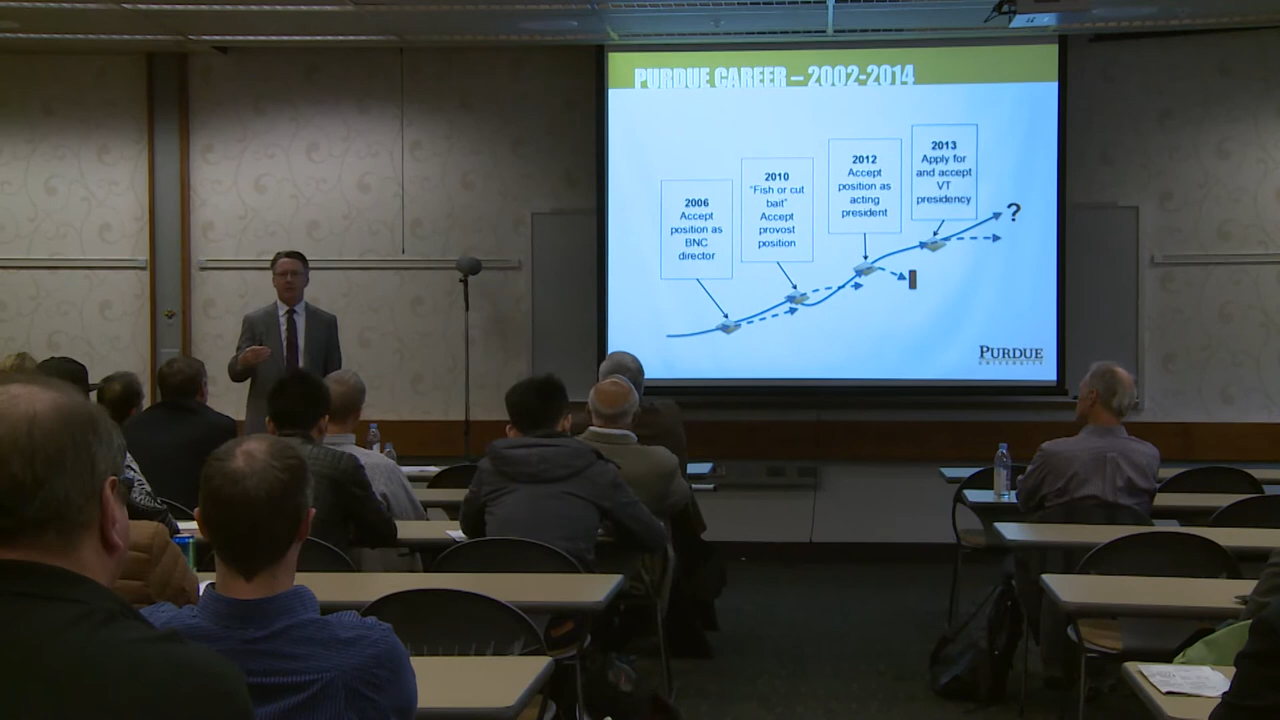 PURDUE CAREER – 2002-2014
2006
Accept
position as
BNC
director
2010
“Fish or cut
bait”
Accept
provost
position
2012
Accept
position as
acting
president
2013
Apply for
and accept
VT
presidency
?
PURDUE
UNIVERSITY